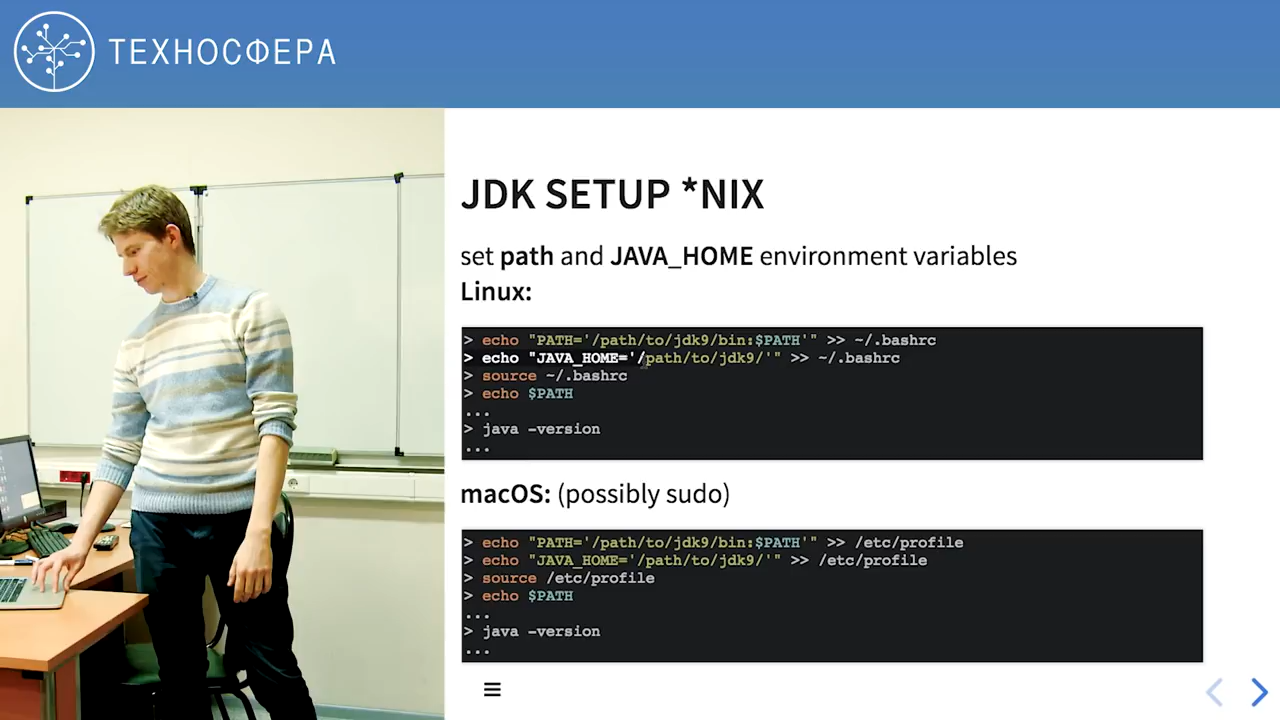 ТЕХНОСФЕРА
JDK SETUP *NIX
set path and JAVA_HOME environment variables
Linux:
> echo "PATH='/path/to/jdk9/bin:$PATH'" >> ~/.bashrc
> echo "JAVA_HOME='/path/to/jdk9/'" >> ~/.bashrc
> source ~/.bashrc
> echo $PATH
...
> java -version
...
macOS: (possibly sudo)
> echo "PATH='/path/to/jdk9/bin:$PATH'" >> /etc/profile
> echo "JAVA_HOME='/path/to/jdk9/'" >> /etc/profile
> source /etc/profile
> echo $PATH
...
> java -version
...